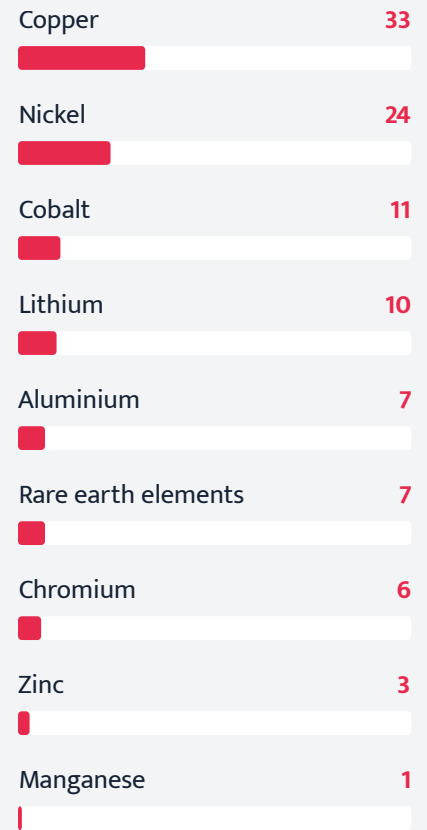 Copper 33
Nickel 24
Cobalt 11
Lithium 10
Aluminium 7
Rare earth elements 7
Chromium 6
Zinc 3
Manganese 1